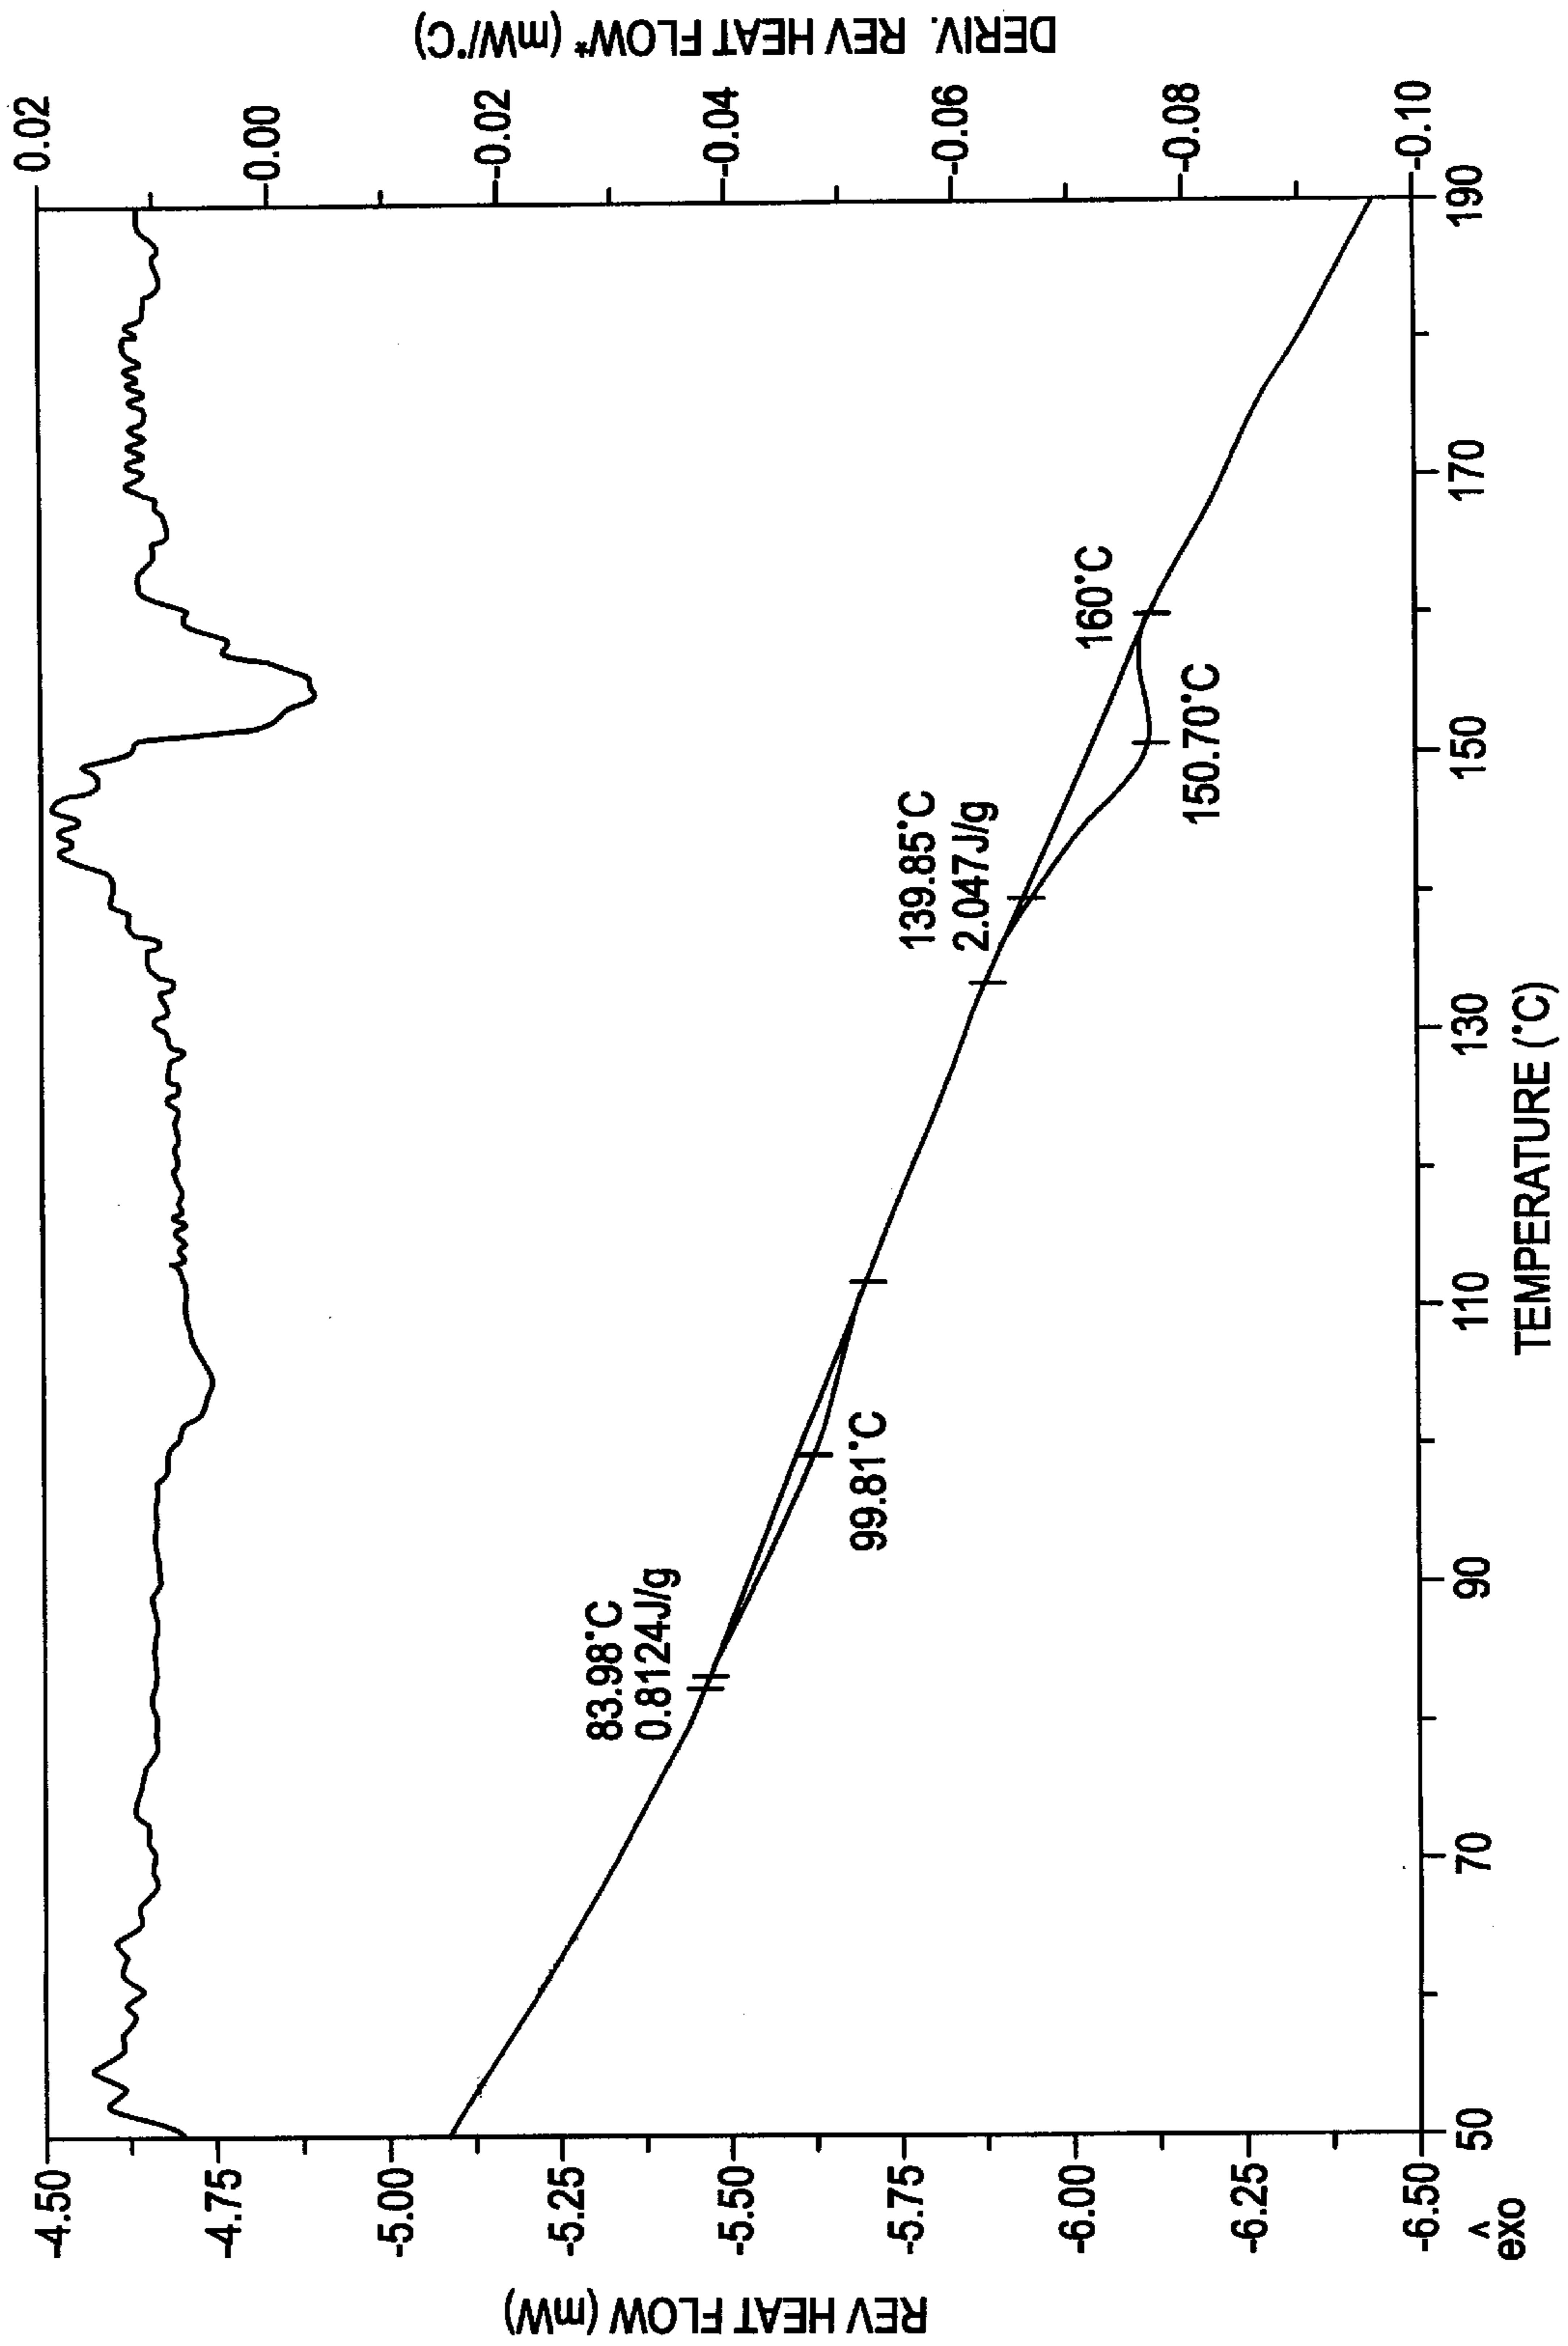 REV HEAT FLOW (mW)
-4.50
-4.75
-5.00
-5.25
-5.50
-5.75
-6.00
-6.25
-6.50
^
exo
50
70
90
110
130
150
170
190
TEMPERATURE (°C)
83.98°C
0.8124J/g
99.81°C
139.85°C
2.047J/g
150.70°C
160°C
0.02
0.00
-0.02
-0.04
-0.06
-0.08
-0.10
DERIV. REV HEAT FLOW* (mW/°C)